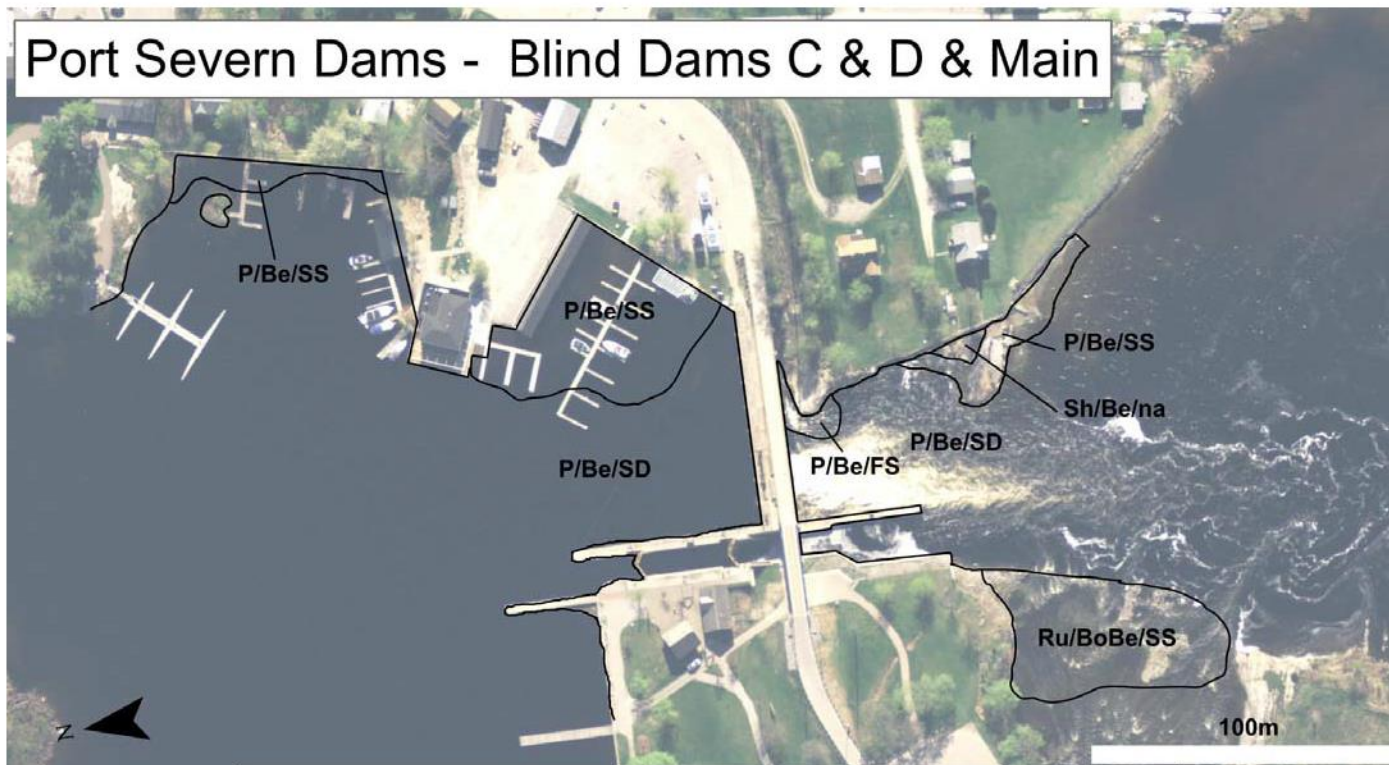 Port Severn Dams - Blind Dams C & D & Main
P/Be/SS
P/Be/SS
P/Be/SS
Sh/Be/na
P/Be/SD
P/Be/FS
P/Be/SD
Ru/BoBe/SS
N
100m